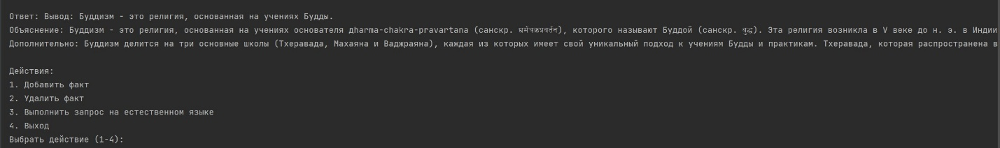 Ответ: Вывод: Буддизм - это религия, основанная на учениях Будды.
Объяснение: Буддизм - это религия, основанная на учениях основателя дharma-chakra-pravartana (санскр. धर्मचक्रप्रवर्तन), которого называют Буддой (санскр. बुद्ध). Эта религия возникла в V веке до н. э. в Индии
Дополнительно: Буддизм делится на три основные школы (Тхеравада, Махаяна и Ваджраяна), каждая из которых имеет свой уникальный подход к учениям Будды и практикам. Тхеравада, которая распространена в
Действия:
1. Добавить факт
2. Удалить факт
3. Выполнить запрос на естественном языке
4. Выход
Выбрать действие (1-4):